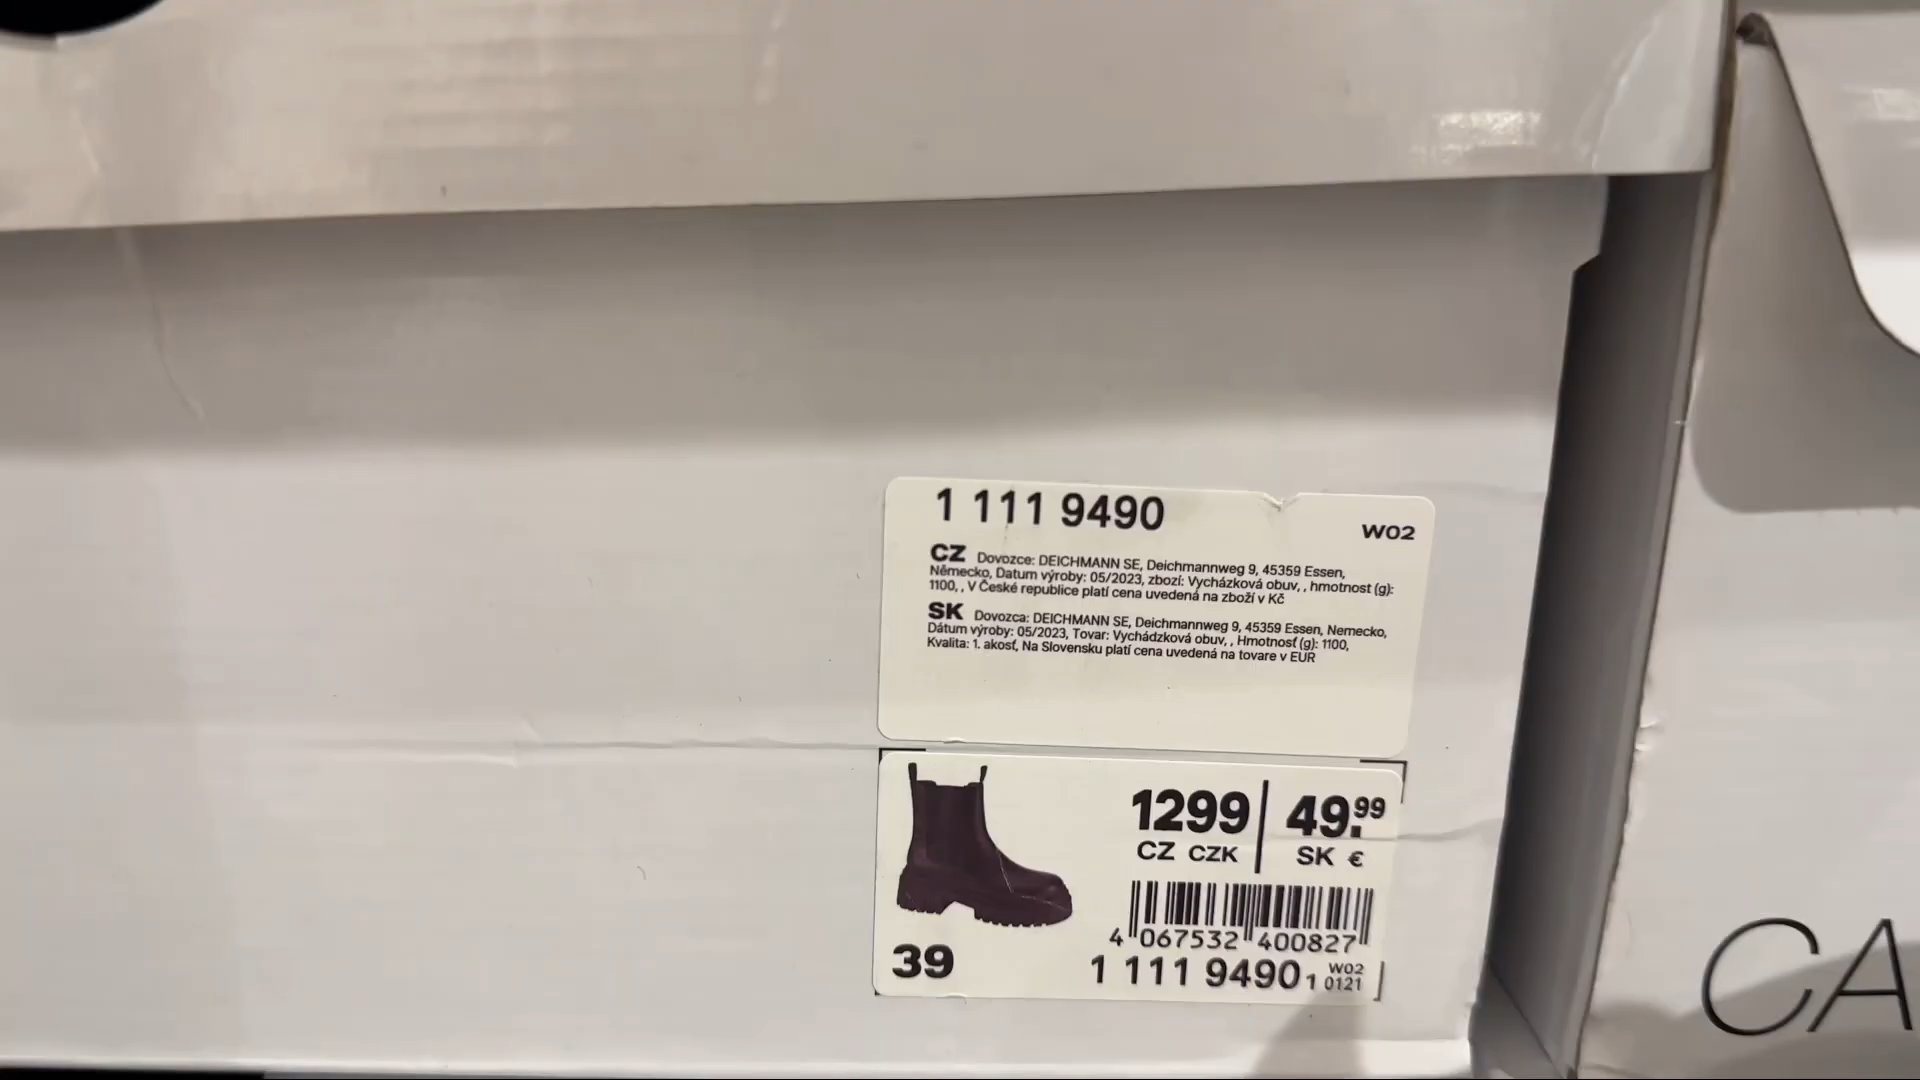 1 111 9490
W02
CZ Dovozce: DEICHMANN SE, Deichmannweg 9, 45359 Essen,
Německo, Datum výroby: 05/2023, zbozí: Vycházková obuv, , hmotnost (g):
1100, , V České republice platí cena uvedená na zboží v Kč
SK Dovozca: DEICHMANN SE, Deichmannweg 9, 45359 Essen, Nemecko,
Dátum výroby: 05/2023, Tovar: Vychádzková obuv, , Hmotnosť (g): 1100,
Kvalita: 1. akosť, Na Slovensku platí cena uvedená na tovare v EUR
1299 49.99
CZ CZK SK €
4 067532 400827
39
1 111 9490 1 W02
0121
CA